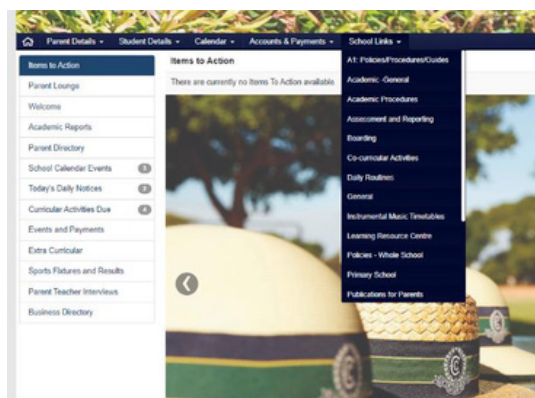 Parent Details
Student Details
Calendar
Accounts & Payments
School Links
Items to Action
Parent Lounge
Welcome
Academic Reports
Parent Directory
School Calendar Events
Today's Daily Notices
Curricular Activities Due
Events and Payments
Extra Curricular
Sports Fixtures and Results
Parent Teacher Interviews
Business Directory
Items to Action
There are currently no Items To Action available
A1: Policies/Procedures/Guides
Academic -General
Academic Procedures
Assessment and Reporting
Boarding
Co-curricular Activities
Daily Routines
General
Instrumental Music Timetables
Learning Resource Centre
Policies - Whole School
Primary School
Publications for Parents